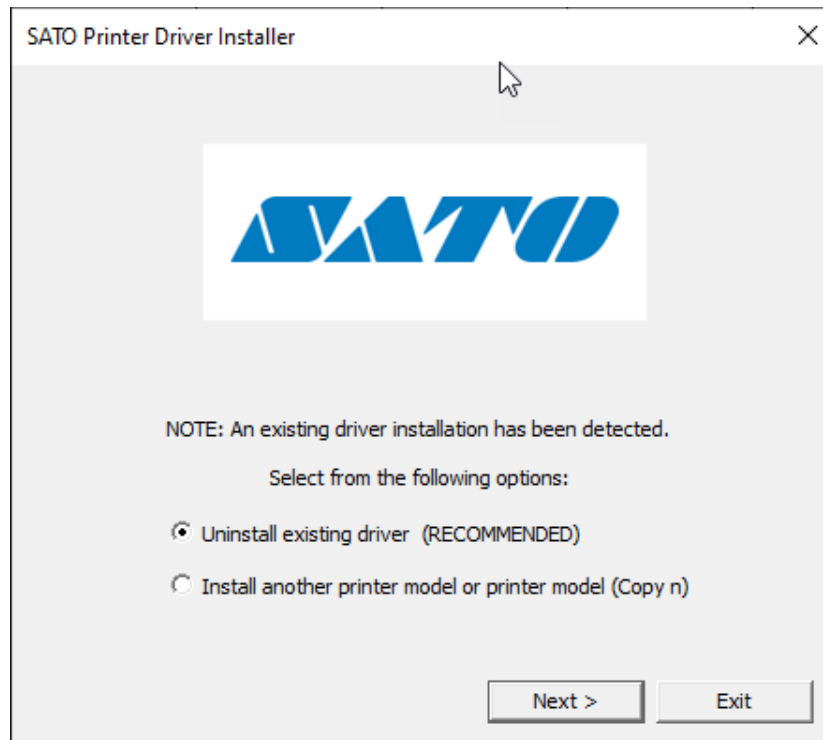 SATO Printer Driver Installer
SATO
NOTE: An existing driver installation has been detected.
Select from the following options:
Uninstall existing driver (RECOMMENDED)
Install another printer model or printer model (Copy n)
Next > Exit